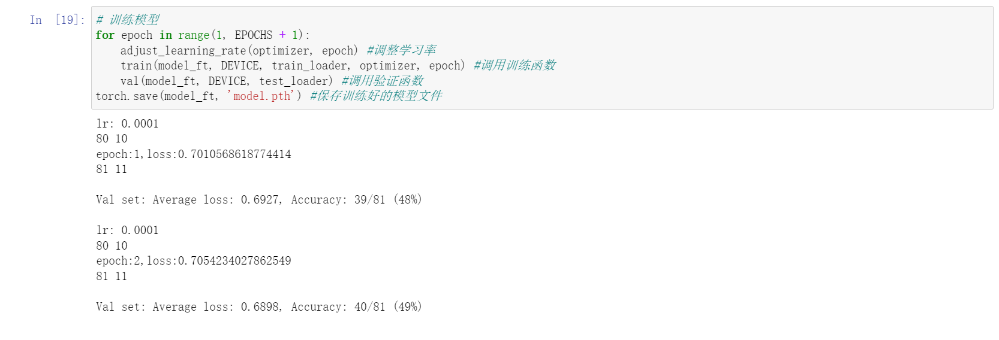 In [19]: # 训练模型
for epoch in range(1, EPOCHS + 1):
    adjust_learning_rate(optimizer, epoch) #调整学习率
    train(model_ft, DEVICE, train_loader, optimizer, epoch) #调用训练函数
    val(model_ft, DEVICE, test_loader) #调用验证函数
torch.save(model_ft, 'model.pth') #保存训练好的模型文件
lr: 0.0001
80 10
epoch:1,loss:0.7010568618774414
81 11
Val set: Average loss: 0.6927, Accuracy: 39/81 (48%)
lr: 0.0001
80 10
epoch:2,loss:0.7054234027862549
81 11
Val set: Average loss: 0.6898, Accuracy: 40/81 (49%)